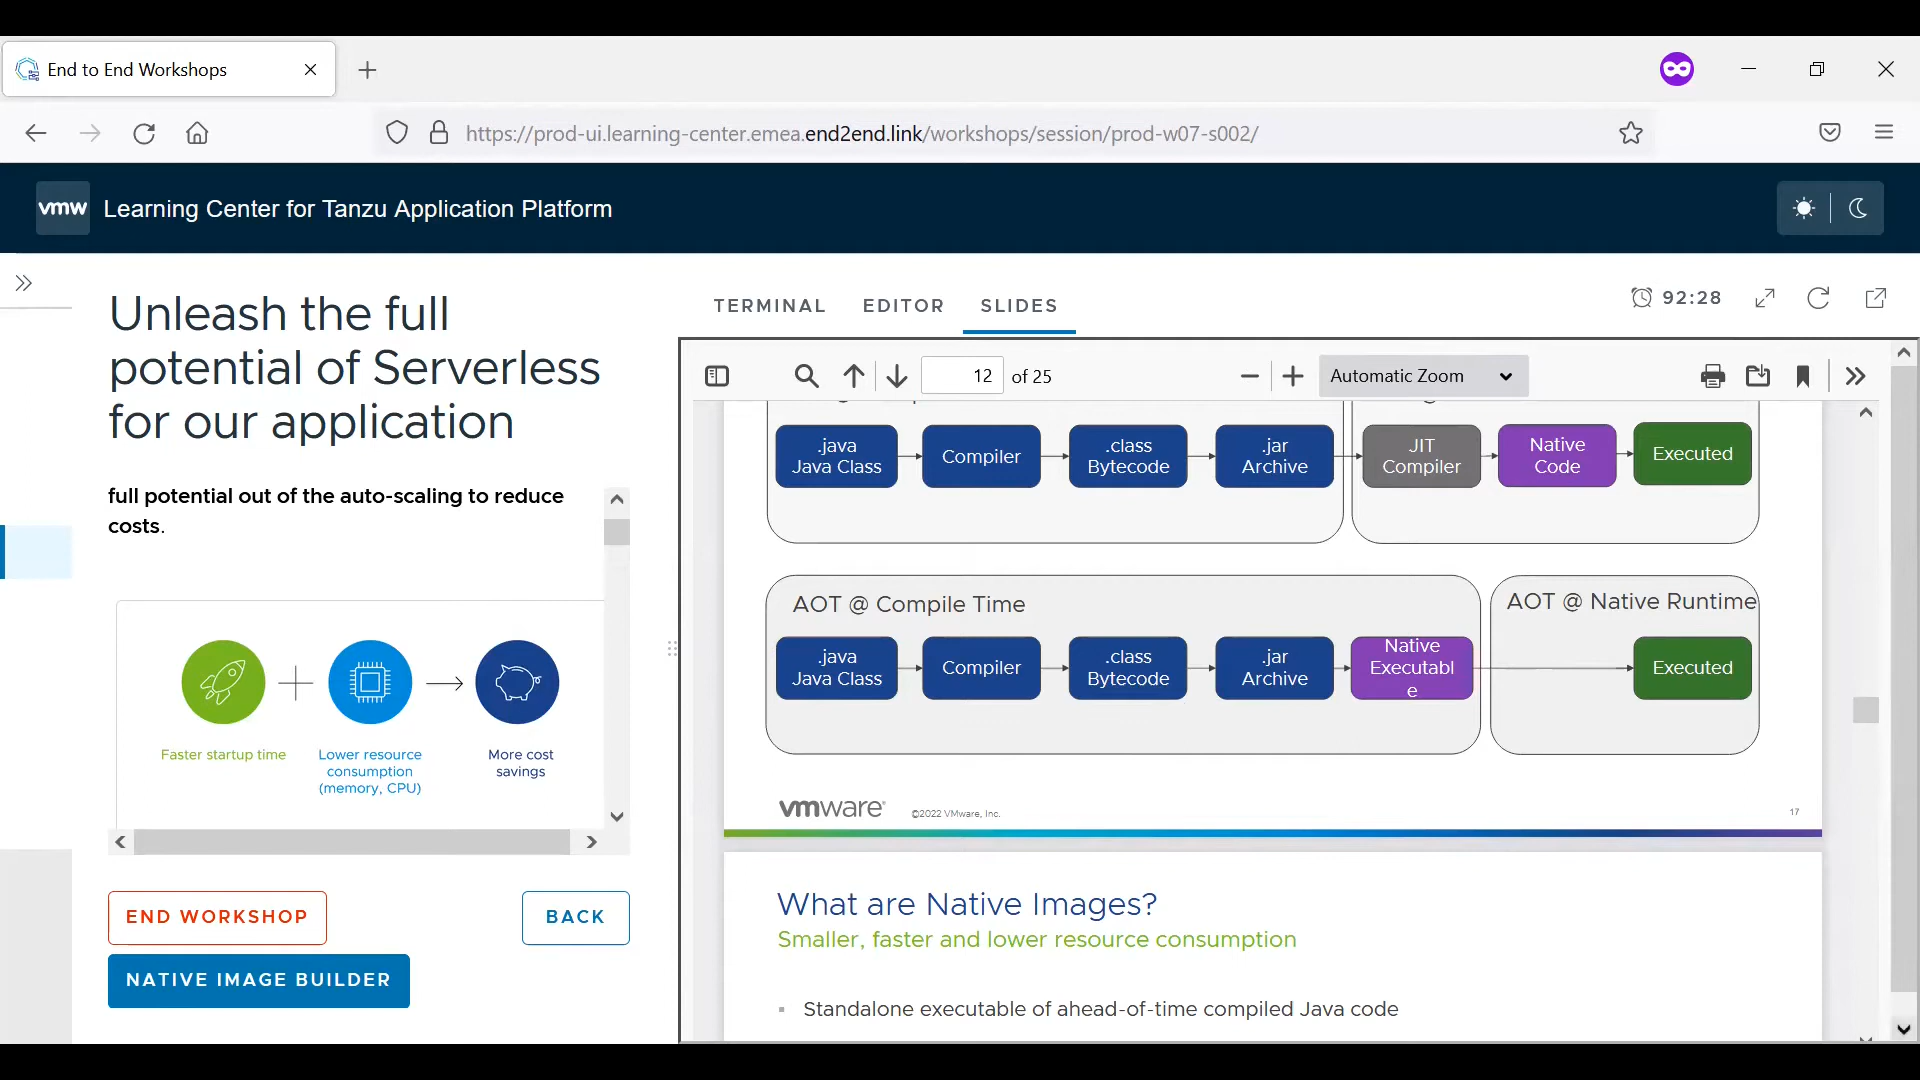 End to End Workshops
https://prod-ui.learning-center.emea.end2end.link/workshops/session/prod-w07-s002/
vmw Learning Center for Tanzu Application Platform
Unleash the full
potential of Serverless
for our application
full potential out of the auto-scaling to reduce
costs.
Faster startup time
Lower resource
consumption
(memory, CPU)
More cost
savings
END WORKSHOP
BACK
NATIVE IMAGE BUILDER
TERMINAL EDITOR SLIDES
92:28
12 of 25
Automatic Zoom
.java
Java Class
Compiler
.class
Bytecode
.jar
Archive
JIT
Compiler
Native
Code
Executed
AOT @ Compile Time
.java
Java Class
Compiler
.class
Bytecode
.jar
Archive
Native
Executabl
e
AOT @ Native Runtime
Executed
vmware®
©2022 VMware, Inc.
17
What are Native Images?
Smaller, faster and lower resource consumption
▪ Standalone executable of ahead-of-time compiled Java code